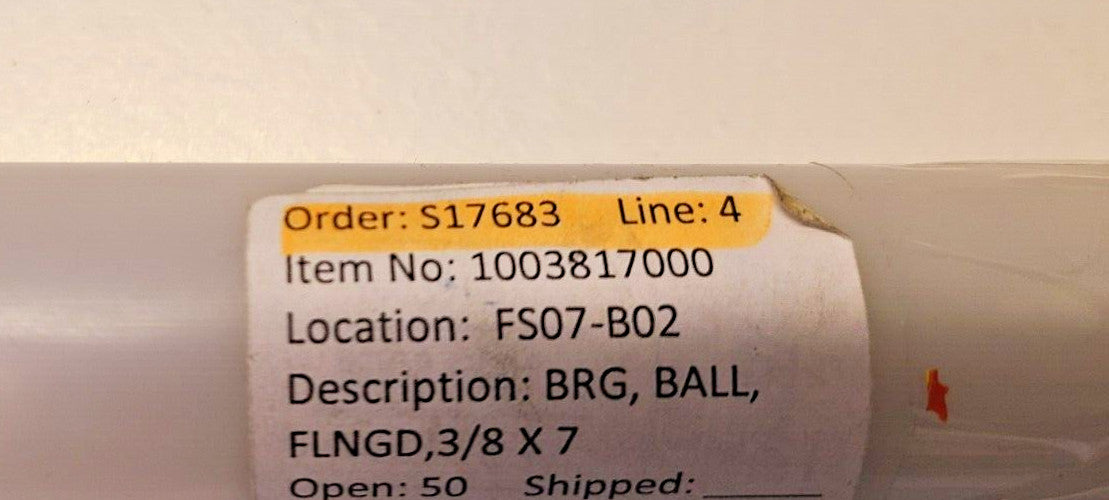 Order: S17683 Line: 4
Item No: 1003817000
Location: FS07-B02
Description: BRG, BALL,
FLNGD,3/8 X 7
Open: 50 Shipped: ______